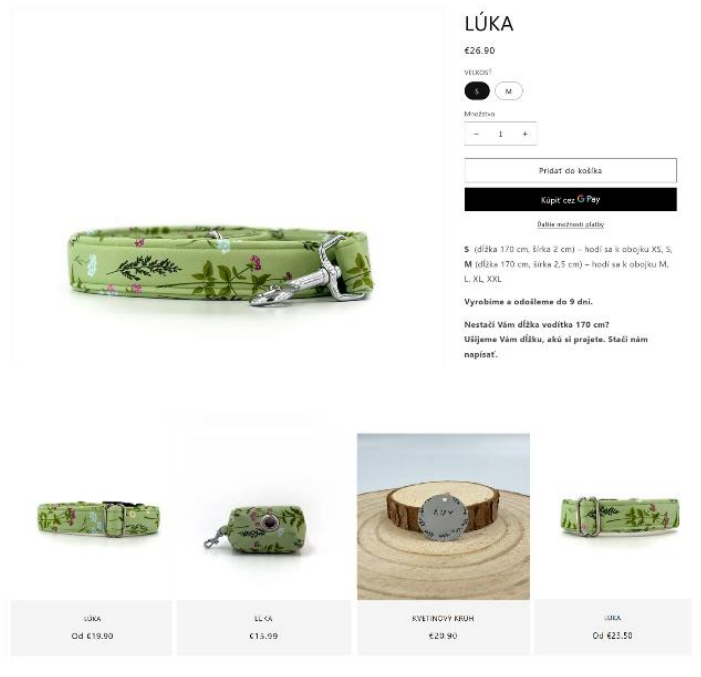 LÚKA
€26.90
VEĽKOSŤ
S
M
Množstvo
− 1 +
Pridať do košíka
Kúpiť cez G Pay
Ďalšie možnosti platby
S (dĺžka 170 cm, šírka 2 cm) – hodí sa k obojku XS, S,
M (dĺžka 170 cm, šírka 2,5 cm) – hodí sa k obojku M,
L, XL, XXL
Vyrobíme a odošleme do 9 dní.
Nestačí Vám dĺžka vodítka 170 cm?
Ušijeme Vám dĺžku, akú si prajete. Stačí nám
napísať.
LÚKA
Od €19.90
LÚKA
€15.99
KVETINOVÝ KRUH
€20.90
LÚKA
Od €23.50